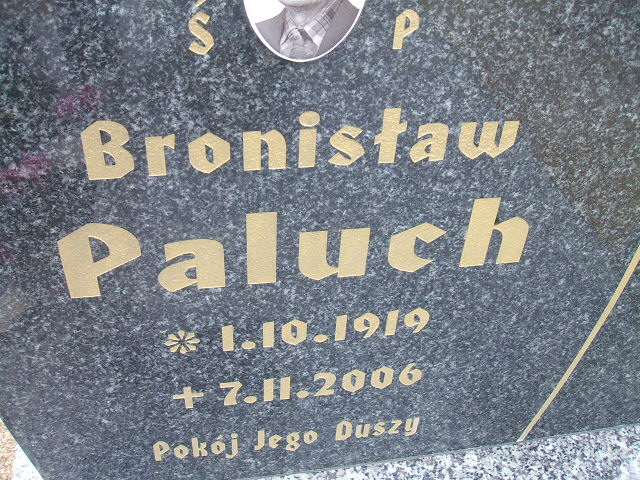 Ś P
Bronisław
Paluch
* 1.10.1919
+ 7.11.2006
Pokój Jego Duszy